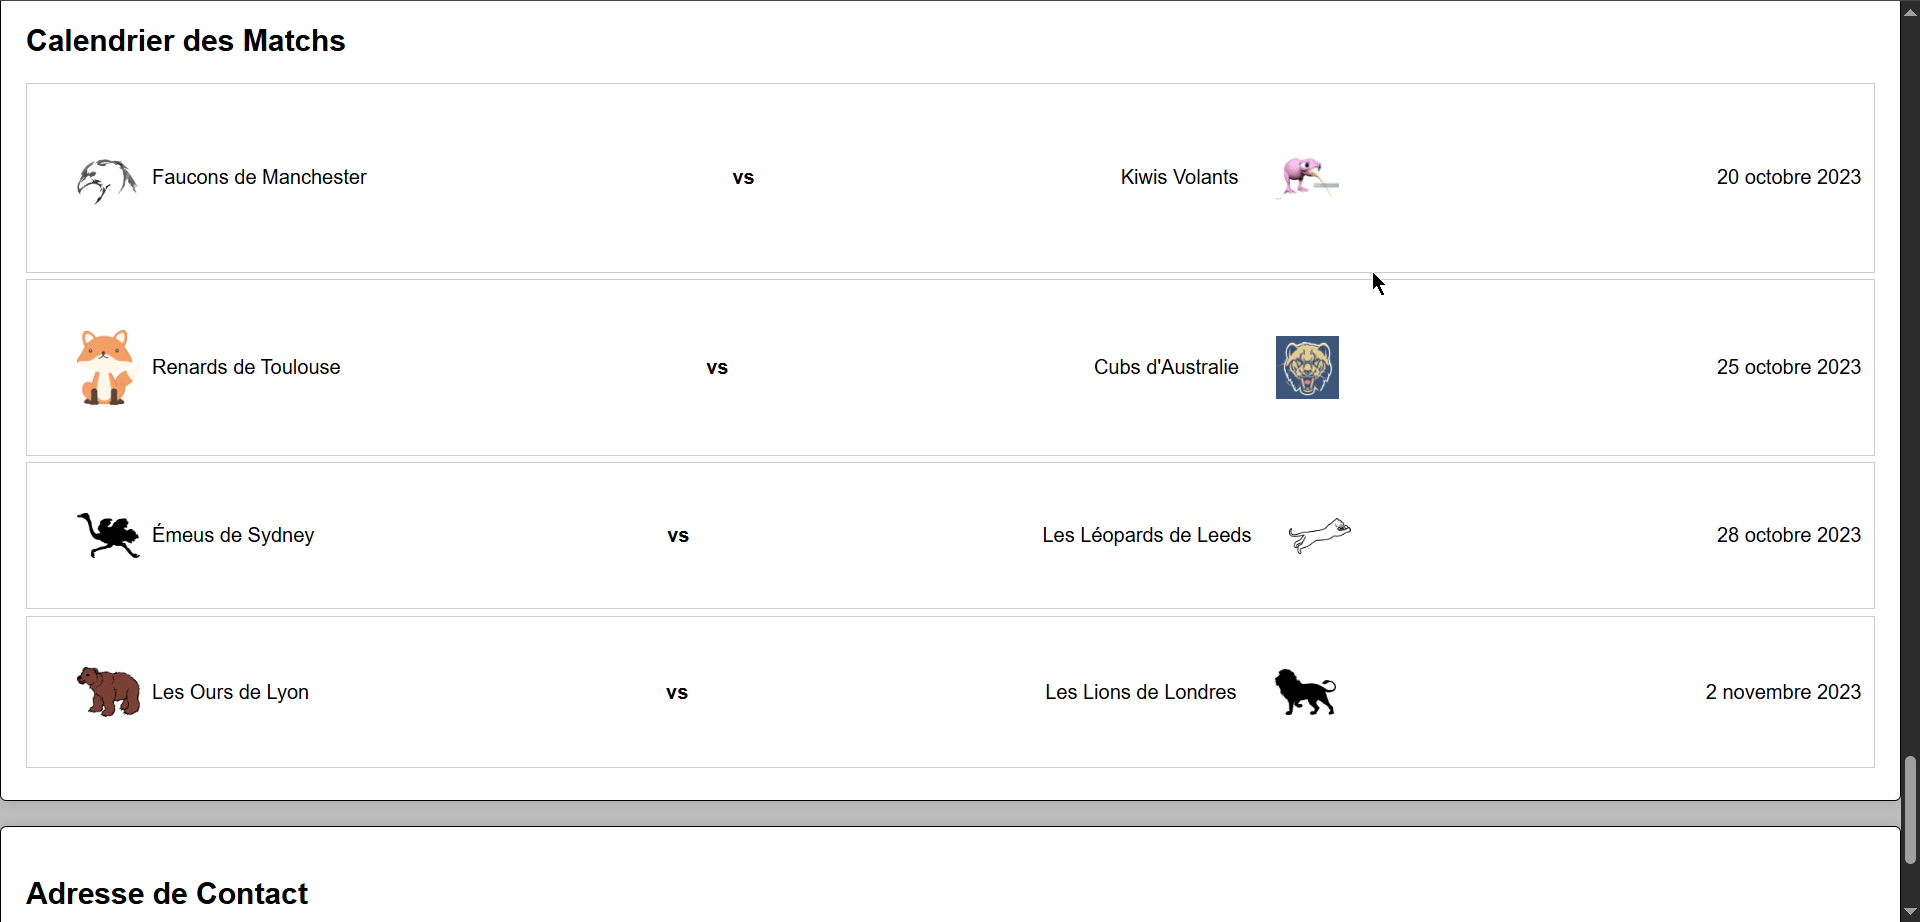 Calendrier des Matchs
Faucons de Manchester vs Kiwis Volants 20 octobre 2023
Renards de Toulouse vs Cubs d'Australie 25 octobre 2023
Émeus de Sydney vs Les Léopards de Leeds 28 octobre 2023
Les Ours de Lyon vs Les Lions de Londres 2 novembre 2023
Adresse de Contact